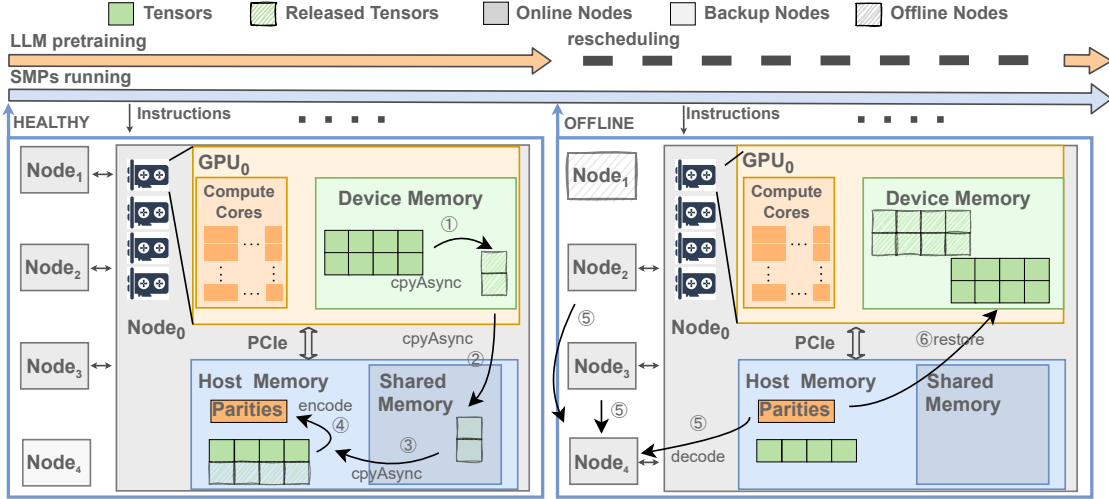 Tensors
Released Tensors
Online Nodes
Backup Nodes
Offline Nodes
LLM pretraining
rescheduling
SMPs running
HEALTHY
Instructions
Node₁
Node₂
Node₃
Node₄
Node₀
GPU₀
Compute
Cores
Device Memory
①
cpyAsync
PCIe
cpyAsync
②
Host Memory
Shared
Memory
Parities
encode
④
③
cpyAsync
OFFLINE
Instructions
Node₁
Node₂
Node₃
Node₄
Node₀
GPU₀
Compute
Cores
Device Memory
⑤
PCIe
⑥restore
Host Memory
Shared
Memory
Parities
⑤
⑤
decode